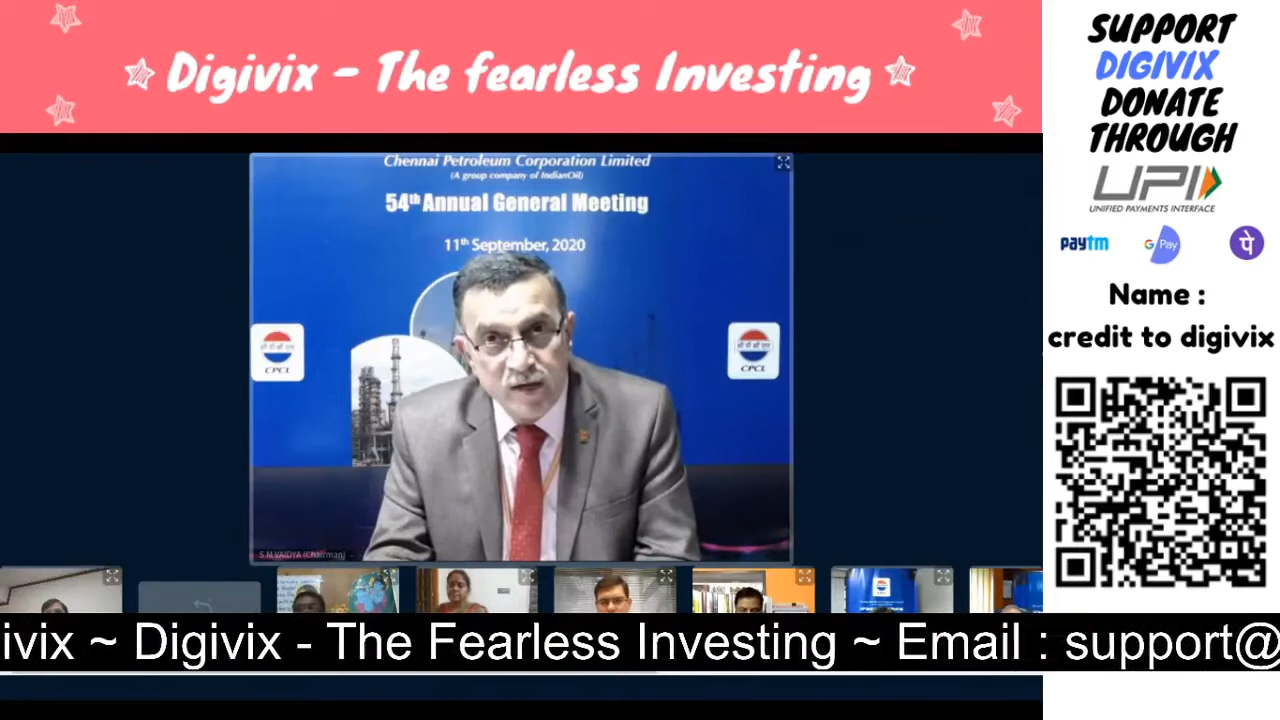 Digivix - The fearless Investing
Chennai Petroleum Corporation Limited
(A group company of IndianOil)
54th Annual General Meeting
11th September, 2020
सी पी सी एल
CPCL
सी पी सी एल
CPCL
S.M.VAIDYA (Chairman)
SUPPORT
DIGIVIX
DONATE
THROUGH
UPI
UNIFIED PAYMENTS INTERFACE
paytm
G Pay
पे
Name :
credit to digivix
ivix ~ Digivix - The Fearless Investing ~ Email : support@